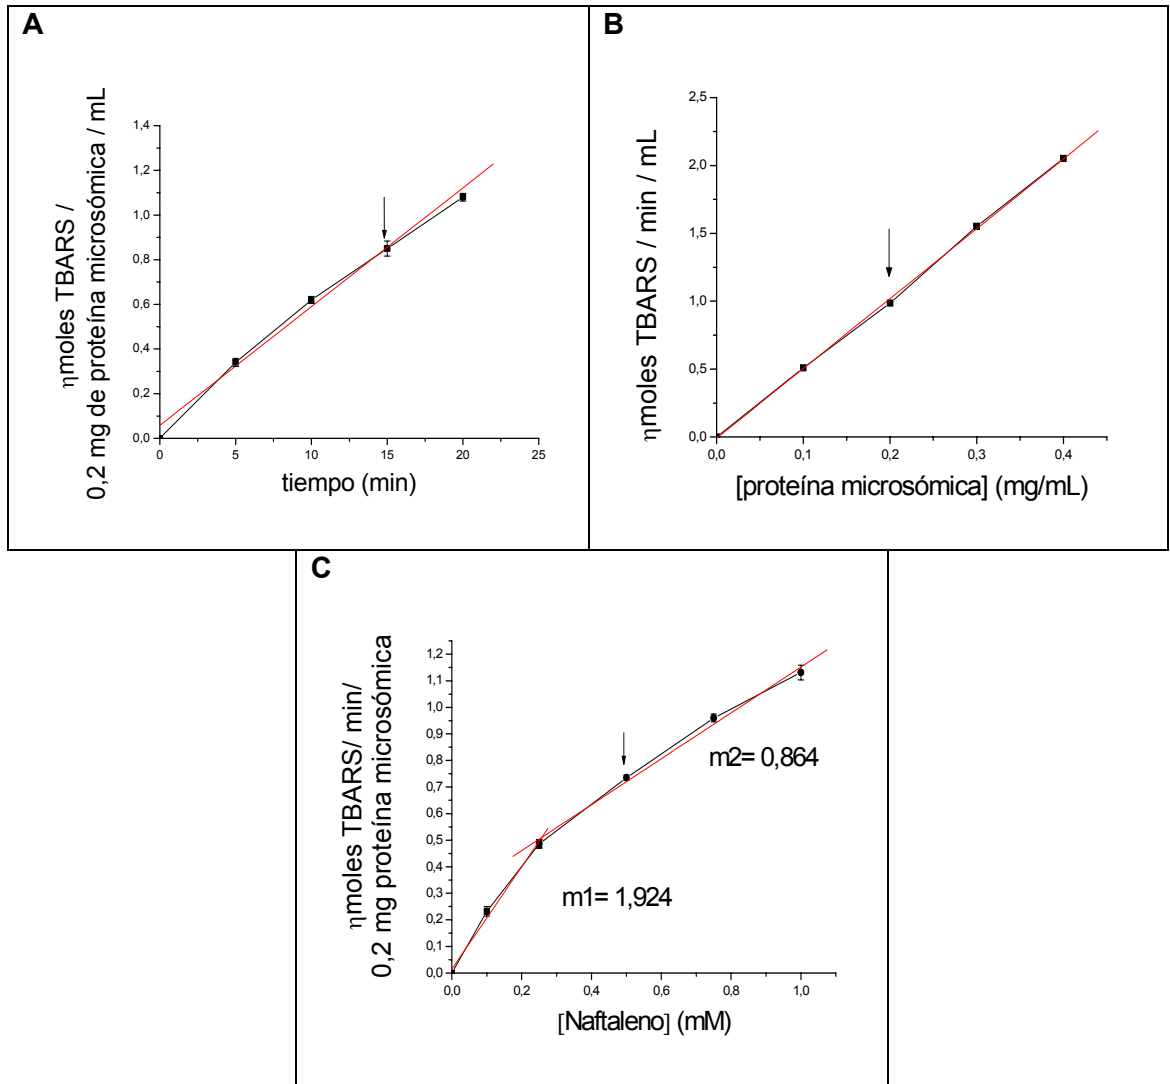 A
ηmoles TBARS /
0,2 mg de proteína microsómica / mL
1,4
1,2
1,0
0,8
0,6
0,4
0,2
0,0
0 5 10 15 20 25
tiempo (min)
B
ηmoles TBARS / min / mL
2,5
2,0
1,5
1,0
0,5
0,0
0,0 0,1 0,2 0,3 0,4
[proteína microsómica] (mg/mL)
C
ηmoles TBARS/ min/
0,2 mg proteína microsómica
1,2
1,1
1,0
0,9
0,8
0,7
0,6
0,5
0,4
0,3
0,2
0,1
0,0
m2= 0,864
m1= 1,924
0,0 0,2 0,4 0,6 0,8 1,0
[Naftaleno] (mM)